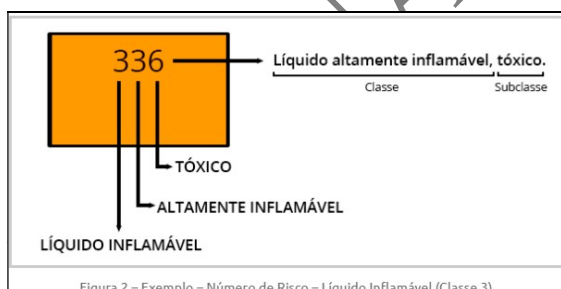 336
Líquido altamente inflamável, tóxico.
Classe
Subclasse
TÓXICO
ALTAMENTE INFLAMÁVEL
LÍQUIDO INFLAMÁVEL
Figura 2 – Exemplo – Número de Risco – Líquido Inflamável (Classe 3)